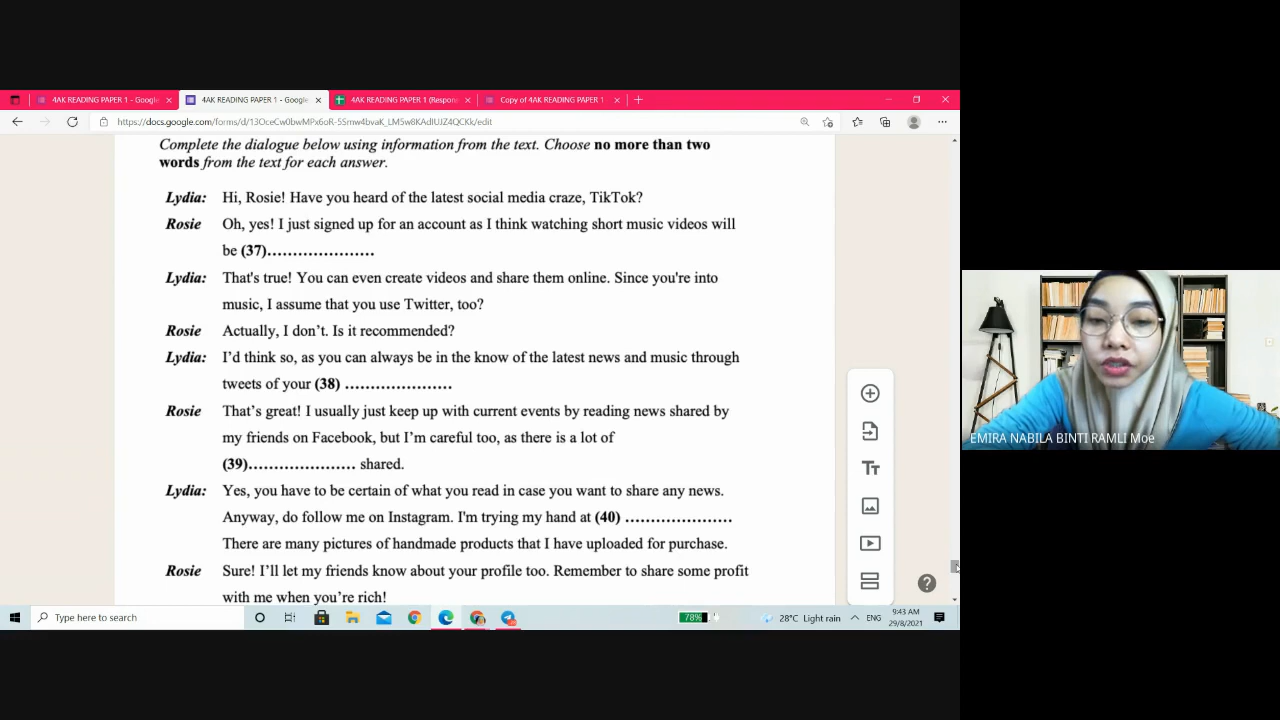 4AK READING PAPER 1 - Google
4AK READING PAPER 1 - Google
4AK READING PAPER 1 (Respon
Copy of 4AK READING PAPER 1
Complete the dialogue below using information from the text. Choose no more than two
words from the text for each answer.
Lydia: Hi, Rosie! Have you heard of the latest social media craze, TikTok?
Rosie Oh, yes! I just signed up for an account as I think watching short music videos will
be (37).....................
Lydia: That's true! You can even create videos and share them online. Since you're into
music, I assume that you use Twitter, too?
Rosie Actually, I don't. Is it recommended?
Lydia: I'd think so, as you can always be in the know of the latest news and music through
tweets of your (38) .....................
Rosie That's great! I usually just keep up with current events by reading news shared by
my friends on Facebook, but I'm careful too, as there is a lot of
(39)..................... shared.
Lydia: Yes, you have to be certain of what you read in case you want to share any news.
Anyway, do follow me on Instagram. I'm trying my hand at (40) .....................
There are many pictures of handmade products that I have uploaded for purchase.
Rosie Sure! I'll let my friends know about your profile too. Remember to share some profit
with me when you're rich!
EMIRA NABILA BINTI RAMLI Moe
Type here to search
78%
28°C Light rain
ENG
9:43 AM
29/8/2021